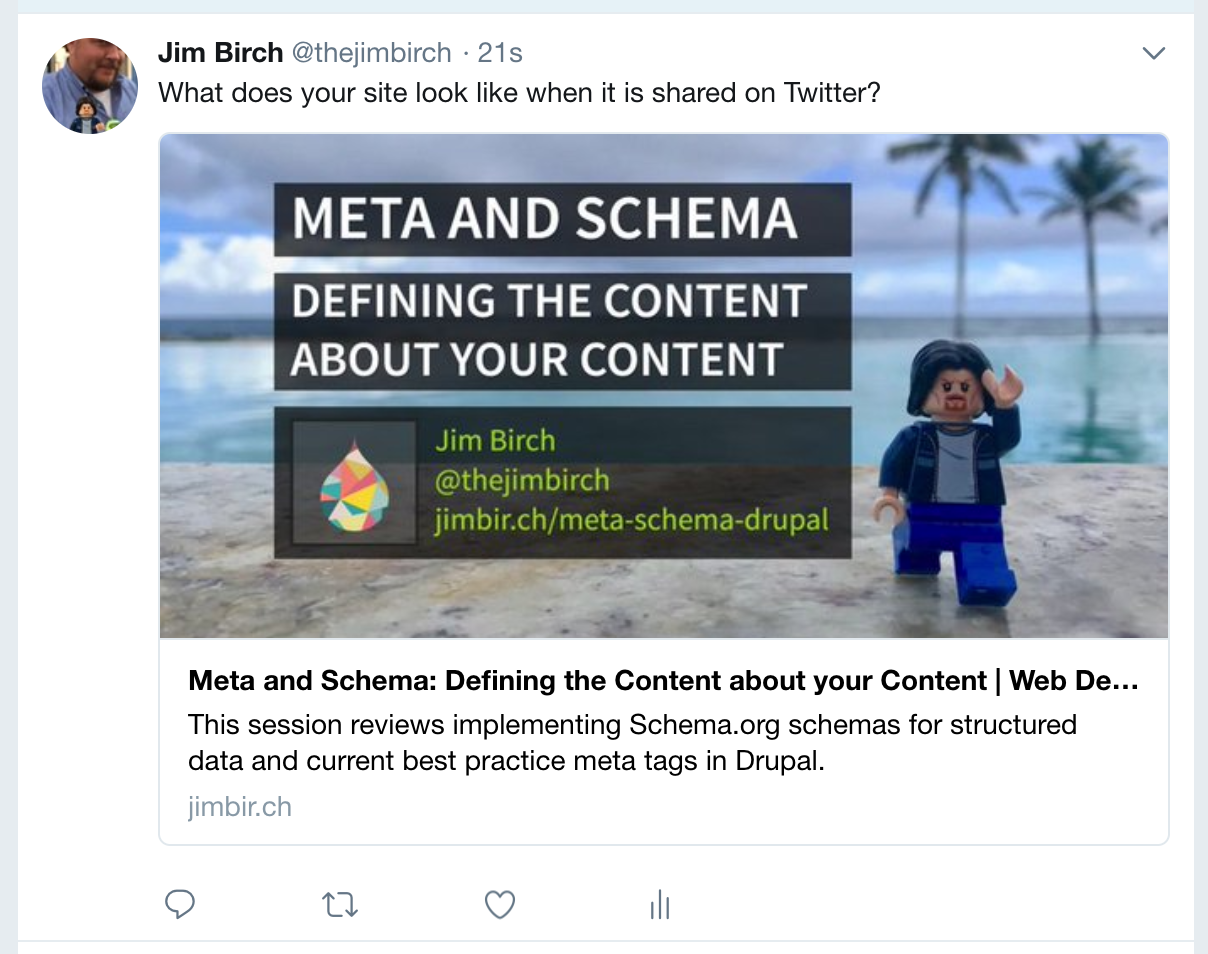 Jim Birch @thejimbirch · 21s
What does your site look like when it is shared on Twitter?
META AND SCHEMA
DEFINING THE CONTENT
ABOUT YOUR CONTENT
Jim Birch
@thejimbirch
jimbir.ch/meta-schema-drupal
Meta and Schema: Defining the Content about your Content | Web De...
This session reviews implementing Schema.org schemas for structured
data and current best practice meta tags in Drupal.
jimbir.ch